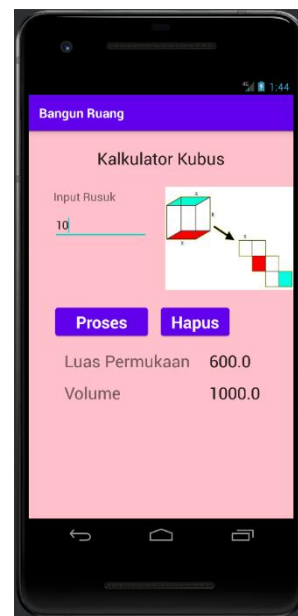 1:44
Bangun Ruang
Kalkulator Kubus
Input Rusuk
10
Proses Hapus
Luas Permukaan 600.0
Volume 1000.0